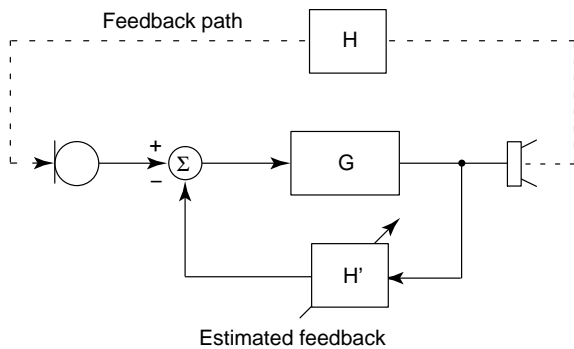 Feedback path
H
+
Σ
−
G
H'
Estimated feedback